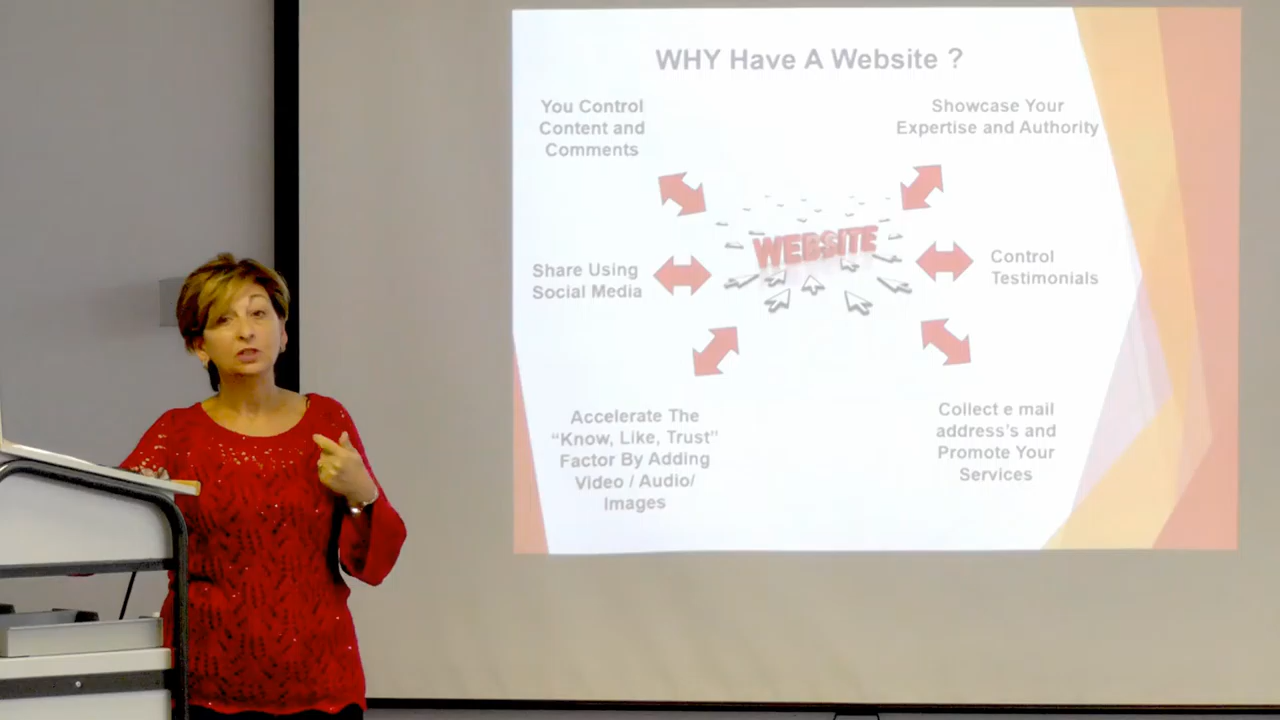 WHY Have A Website ?
You Control
Content and
Comments
Showcase Your
Expertise and Authority
WEBSITE
Share Using
Social Media
Control
Testimonials
Accelerate The
“Know, Like, Trust”
Factor By Adding
Video / Audio/
Images
Collect e mail
address's and
Promote Your
Services